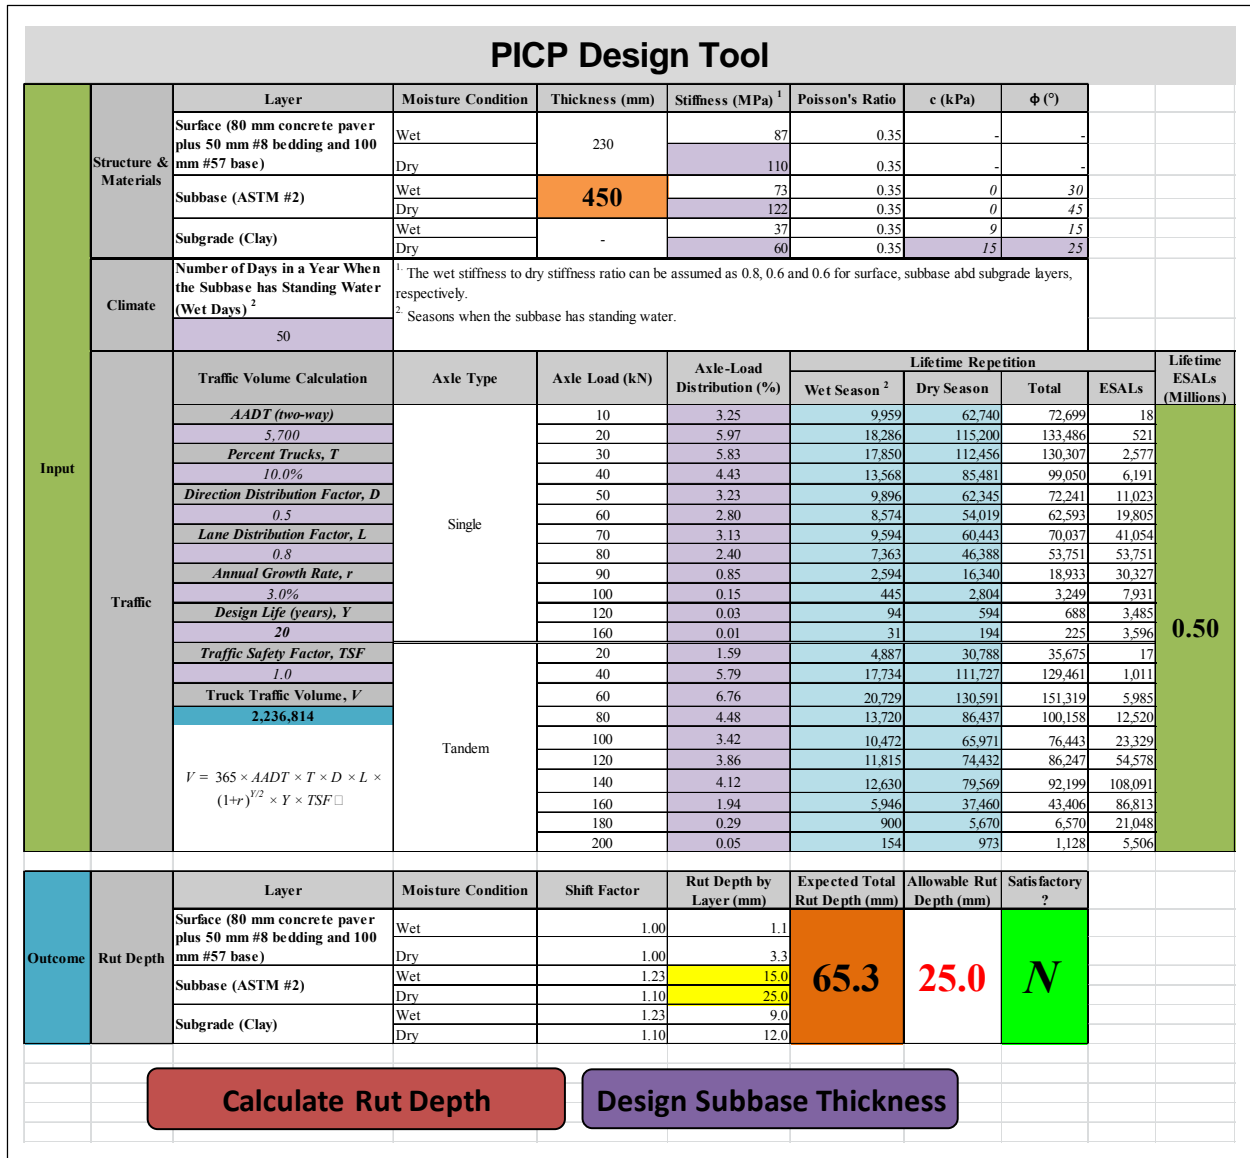 PICP Design Tool
Layer Moisture Condition Thickness (mm) Stiffness (MPa) 1 Poisson's Ratio c (kPa) ϕ (°)
Input
Structure &
Materials
Surface (80 mm concrete paver
plus 50 mm #8 bedding and 100
mm #57 base)
Wet 230 87 0.35 - -
Dry 110 0.35 - -
Subbase (ASTM #2)
Wet 450 73 0.35 0 30
Dry 122 0.35 0 45
Subgrade (Clay)
Wet - 37 0.35 9 15
Dry 60 0.35 15 25
Climate
Number of Days in a Year When
the Subbase has Standing Water
(Wet Days) 2
50
1. The wet stiffness to dry stiffness ratio can be assumed as 0.8, 0.6 and 0.6 for surface, subbase abd subgrade layers,
respectively.
2. Seasons when the subbase has standing water.
Traffic
Traffic Volume Calculation Axle Type Axle Load (kN) Axle-Load
Distribution (%)
Lifetime Repetition
Wet Season 2 Dry Season Total ESALs
Lifetime
ESALs
(Millions)
AADT (two-way) 10 3.25 9,959 62,740 72,699 18
5,700 20 5.97 18,286 115,200 133,486 521
Percent Trucks, T 30 5.83 17,850 112,456 130,307 2,577
10.0% 40 4.43 13,568 85,481 99,050 6,191
Direction Distribution Factor, D 50 3.23 9,896 62,345 72,241 11,023
0.5 Single 60 2.80 8,574 54,019 62,593 19,805
Lane Distribution Factor, L 70 3.13 9,594 60,443 70,037 41,054
0.8 80 2.40 7,363 46,388 53,751 53,751
Annual Growth Rate, r 90 0.85 2,594 16,340 18,933 30,327
3.0% 100 0.15 445 2,804 3,249 7,931
Design Life (years), Y 120 0.03 94 594 688 3,485
20 160 0.01 31 194 225 3,596 0.50
Traffic Safety Factor, TSF 20 1.59 4,887 30,788 35,675 17
1.0 40 5.79 17,734 111,727 129,461 1,011
Truck Traffic Volume, V 60 6.76 20,729 130,591 151,319 5,985
2,236,814 80 4.48 13,720 86,437 100,158 12,520
Tandem 100 3.42 10,472 65,971 76,443 23,329
120 3.86 11,815 74,432 86,247 54,578
V = 365 × AADT × T × D × L ×
(1+r)Y/2 × Y × TSF □
140 4.12 12,630 79,569 92,199 108,091
160 1.94 5,946 37,460 43,406 86,813
180 0.29 900 5,670 6,570 21,048
200 0.05 154 973 1,128 5,506
Outcome
Rut Depth
Layer Moisture Condition Shift Factor Rut Depth by
Layer (mm)
Expected Total
Rut Depth (mm)
Allowable Rut
Depth (mm)
Satisfactory
?
Surface (80 mm concrete paver
plus 50 mm #8 bedding and 100
mm #57 base)
Wet 1.00 1.1
Dry 1.00 3.3
Subbase (ASTM #2)
Wet 1.23 15.0
Dry 1.10 25.0
65.3 25.0 N
Subgrade (Clay)
Wet 1.23 9.0
Dry 1.10 12.0
Calculate Rut Depth
Design Subbase Thickness